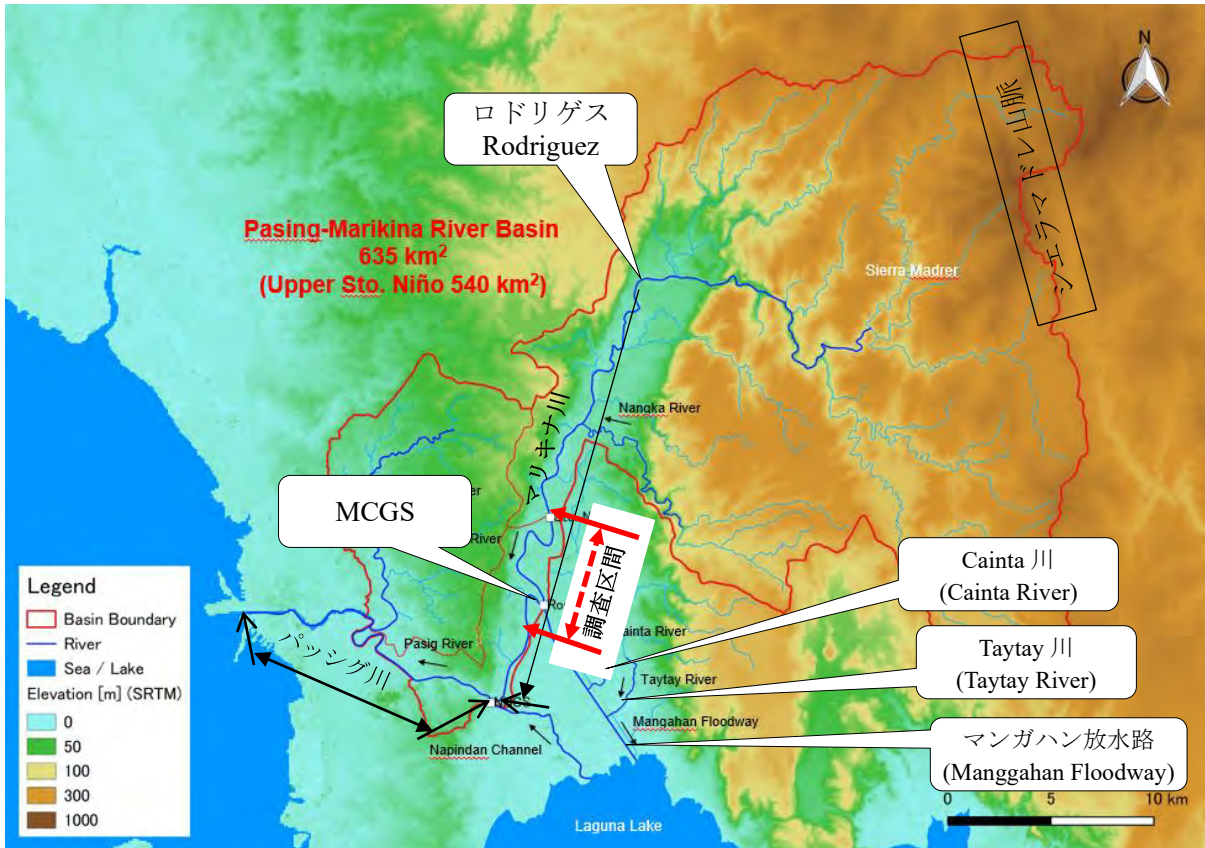 N
ロドリゲス
Rodriguez
シェラマドレ山脈
Pasing-Marikina River Basin
635 km2
(Upper Sto. Niño 540 km2)
Sierra Madrer
マリキナ川
Nangka River
MCGS
調査区間
River
Cainta 川
(Cainta River)
Legend
Basin Boundary
River
Sea / Lake
Elevation [m] (SRTM)
0
50
100
300
1000
パッシグ川
Pasig River
ainta River
Taytay River
Taytay 川
(Taytay River)
Mangahan Floodway
Napindan Channel
マンガハン放水路
(Manggahan Floodway)
0 5 10 km
Laguna Lake